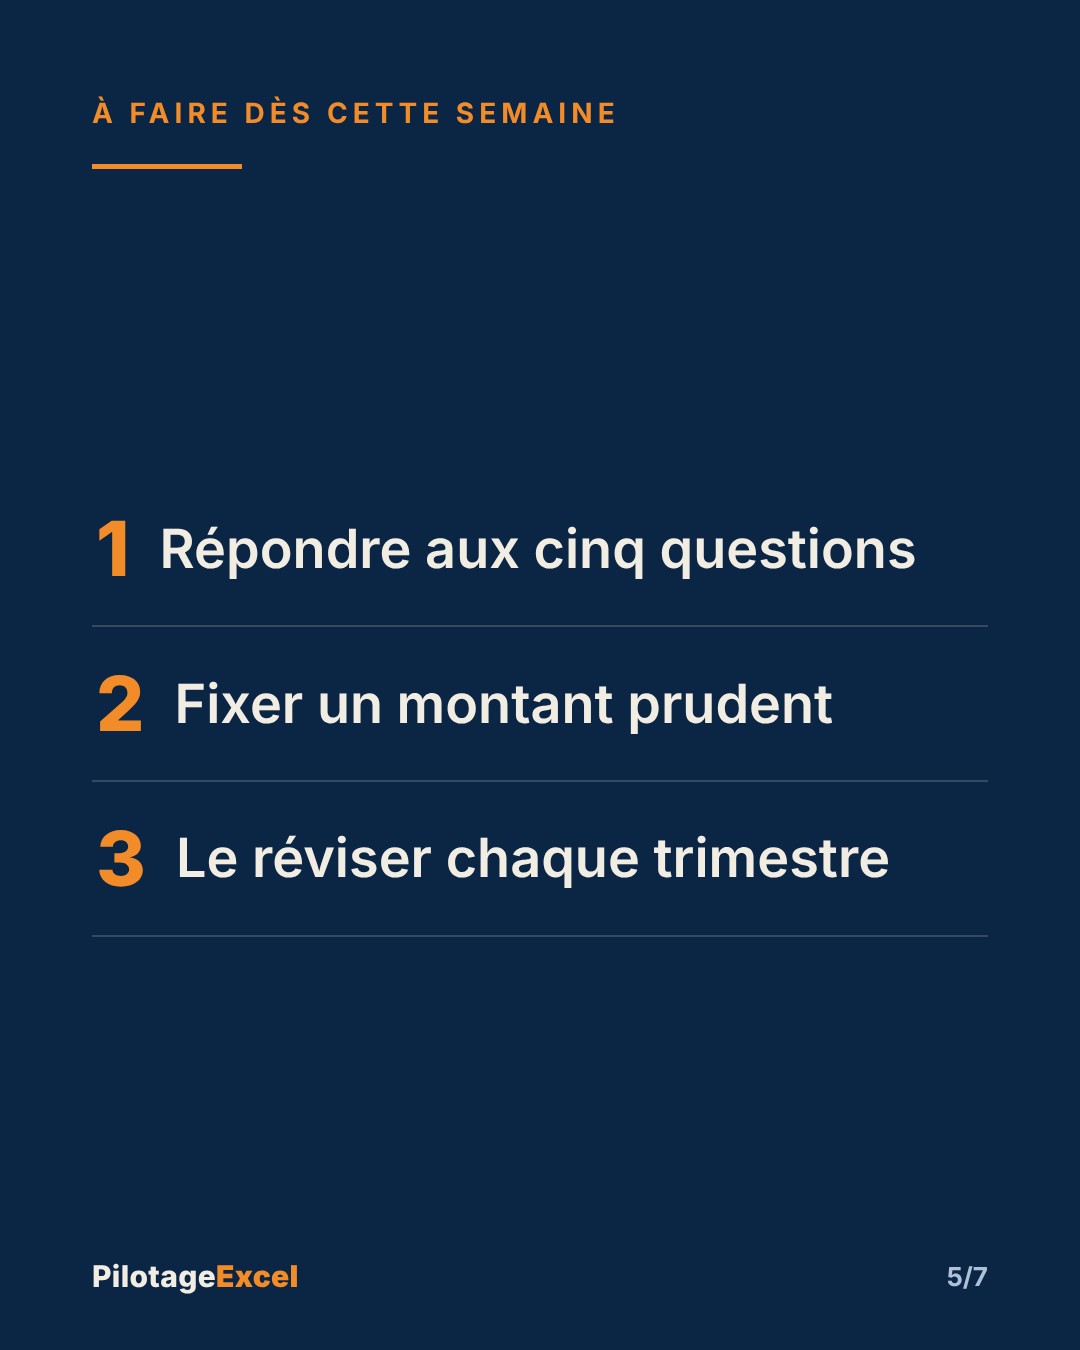 À FAIRE DÈS CETTE SEMAINE
1 Répondre aux cinq questions
2 Fixer un montant prudent
3 Le réviser chaque trimestre
PilotageExcel
5/7